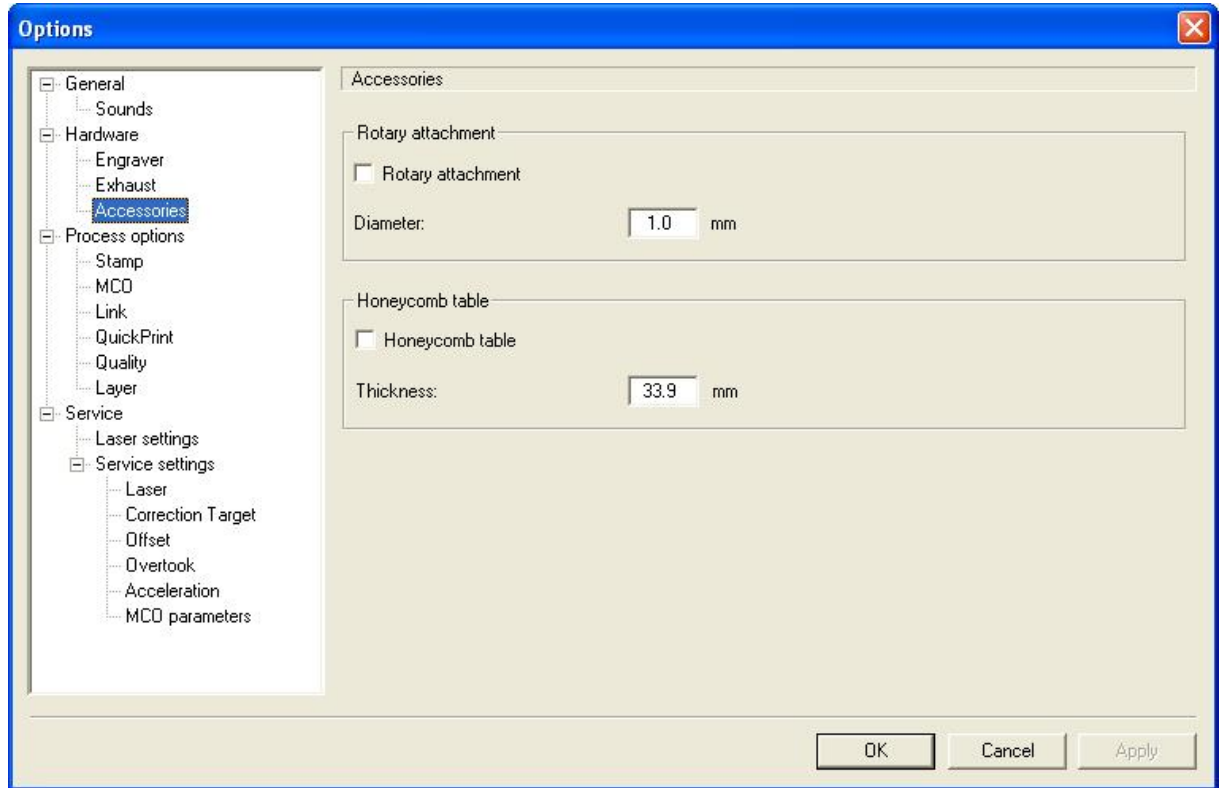 Options
General
Sounds
Hardware
Engraver
Exhaust
Accessories
Process options
Stamp
MCO
Link
QuickPrint
Quality
Layer
Service
Laser settings
Service settings
Laser
Correction Target
Offset
Overtook
Acceleration
MCO parameters
Accessories
Rotary attachment
Rotary attachment
Diameter: 1.0 mm
Honeycomb table
Honeycomb table
Thickness: 33.9 mm
OK Cancel Apply